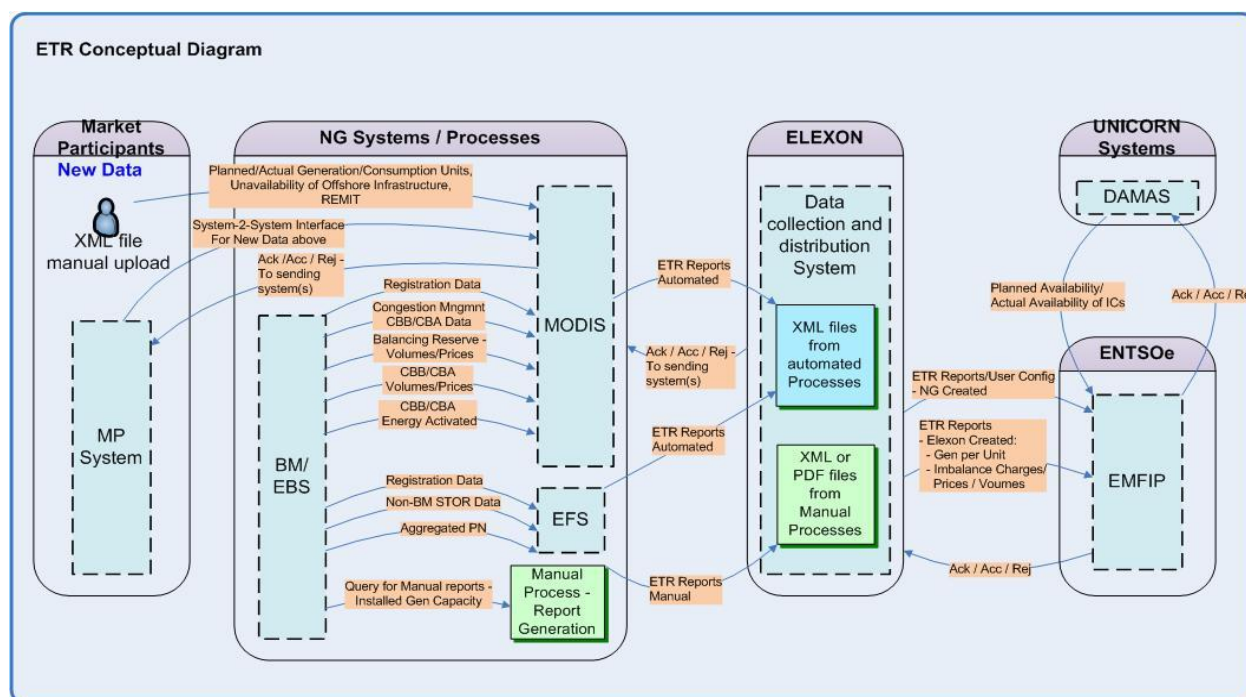 ETR Conceptual Diagram
Market
Participants
New Data
XML file
manual upload
MP
System
NG Systems / Processes
Planned/Actual Generation/Consumption Units,
Unavailability of Offshore Infrastructure,
REMIT
System-2-System Interface
For New Data above
Ack /Acc / Rej -
To sending
system(s)
Registration Data
Congestion Mngmnt
CBB/CBA Data
Balancing Reserve -
Volumes/Prices
CBB/CBA
Volumes/Prices
CBB/CBA
Energy Activated
MODIS
BM/
EBS
Registration Data
Non-BM STOR Data
Aggregated PN
EFS
Query for Manual reports -
Installed Gen Capacity
Manual
Process -
Report
Generation
ETR Reports
Automated
Ack / Acc / Rej -
To sending
system(s)
ETR Reports
Automated
ETR Reports
Manual
ELEXON
Data
collection and
distribution
System
XML files
from
automated
Processes
XML or
PDF files
from
Manual
Processes
UNICORN
Systems
DAMAS
Planned Availability/
Actual Availability of ICs
Ack / Acc / Re
ENTSOe
ETR Reports/User Config
- NG Created
ETR Reports
- Elexon Created:
- Gen per Unit
- Imbalance Charges/
Prices / Voumes
EMFIP
Ack / Acc / Rej